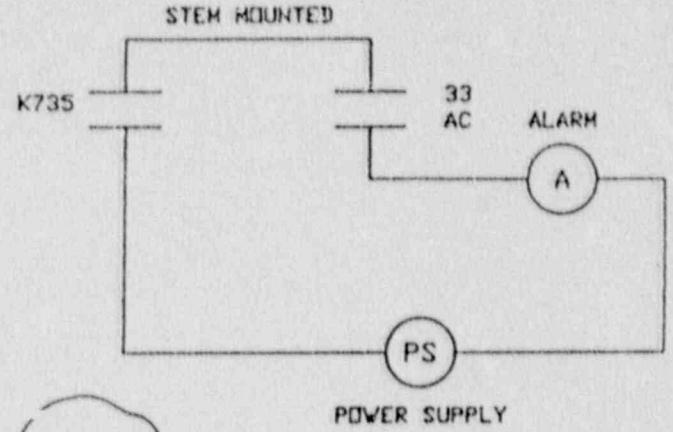 STEM MOUNTED
K735
33
AC
ALARM
A
PS
POWER SUPPLY